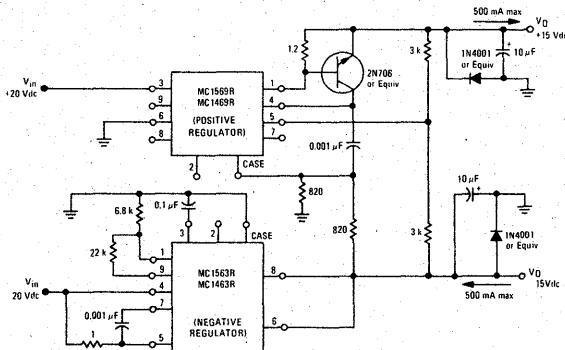 500 mA max
VO
+15 Vdc
1.2
2N706
or Equiv
3 k
1N4001
or Equiv
+
10 μF
Vin
+20 Vdc
3
9
6
8
MC1569R
MC1469R
(POSITIVE
REGULATOR)
1
4
5
7
2
CASE
0.001 μF
820
820
3 k
10 μF
+
1N4001
or Equiv
6.8 k
0.1 μF
22 k
3
2
CASE
Vin
20 Vdc
1
9
4
7
5
0.001 μF
1
MC1563R
MC1463R
(NEGATIVE
REGULATOR)
8
6
VO
15Vdc
500 mA max